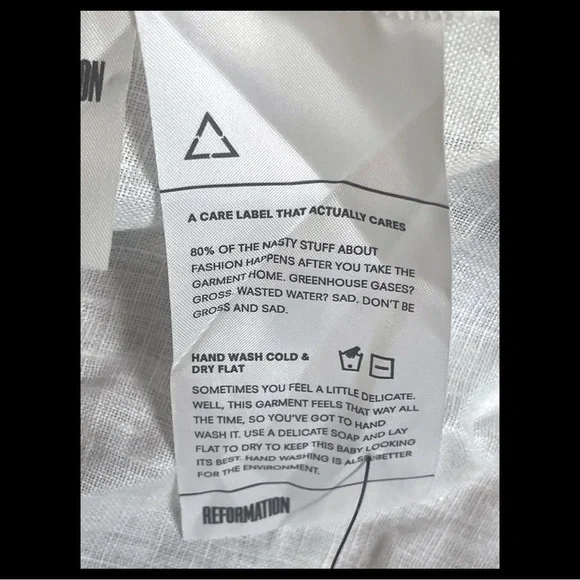 ON
A CARE LABEL THAT ACTUALLY CARES
80% OF THE NASTY STUFF ABOUT
FASHION HAPPENS AFTER YOU TAKE THE
GARMENT HOME. GREENHOUSE GASES?
GROSS. WASTED WATER? SAD. DON'T BE
GROSS AND SAD.
HAND WASH COLD &
DRY FLAT
SOMETIMES YOU FEEL A LITTLE DELICATE.
WELL, THIS GARMENT FEELS THAT WAY ALL
THE TIME, SO YOU'VE GOT TO HAND
WASH IT. USE A DELICATE SOAP AND LAY
FLAT TO DRY TO KEEP THIS BABY LOOKING
ITS BEST. HAND WASHING IS ALSO BETTER
FOR THE ENVIRONMENT.
REFORMATION